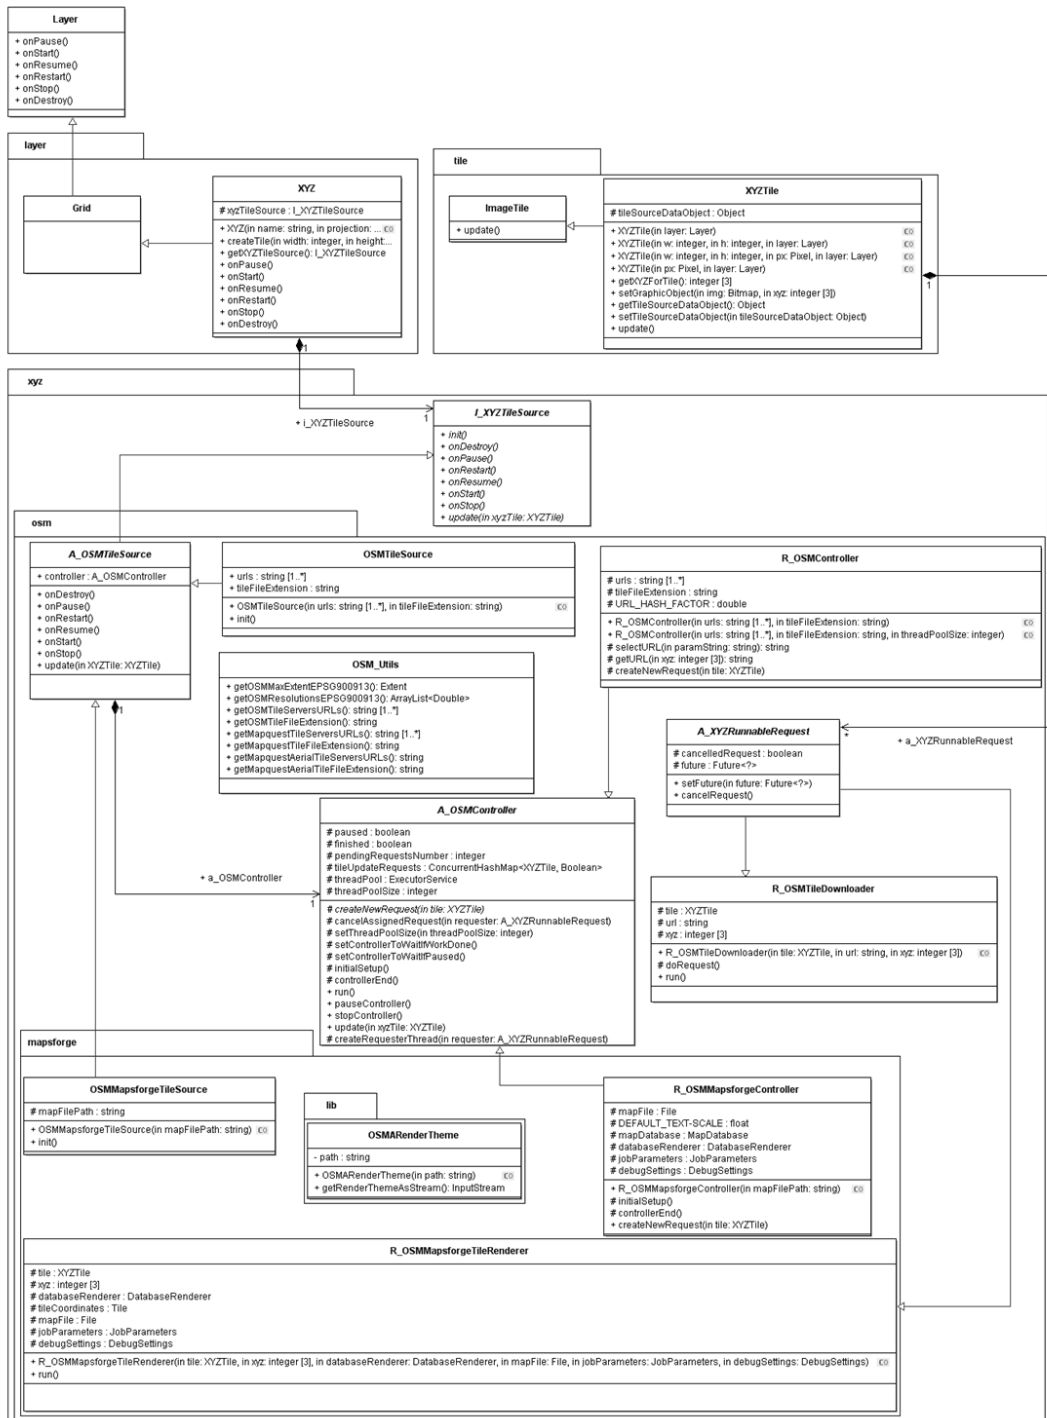 Layer
+ onPause()
+ onStart()
+ onResume()
+ onRestart()
+ onStop()
+ onDestroy()
layer
Grid
XYZ
# xyzTileSource : I_XYZTileSource
+ XYZ(in name: string, in projection: ...
+ createTile(in width: integer, in height:...
+ getXYZTileSource(): I_XYZTileSource
+ onPause()
+ onStart()
+ onResume()
+ onRestart()
+ onStop()
+ onDestroy()
1
tile
ImageTile
+ update()
XYZTile
# tileSourceDataObject : Object
+ XYZTile(in layer: Layer)
+ XYZTile(in w: integer, in h: integer, in layer: Layer)
+ XYZTile(in w: integer, in h: integer, in px: Pixel, in layer: Layer)
+ XYZTile(in px: Pixel, in layer: Layer)
+ getXYZForTile(): integer [3]
+ setGraphicObject(in img: Bitmap, in xyz: integer [3])
+ getTileSourceDataObject(): Object
+ setTileSourceDataObject(in tileSourceDataObject: Object)
+ update()
1
xyz
+ i_XYZTileSource
1
I_XYZTileSource
+ init()
+ onDestroy()
+ onPause()
+ onRestart()
+ onResume()
+ onStart()
+ onStop()
+ update(in xyzTile: XYZTile)
osm
A_OSMTileSource
+ controller : A_OSMController
+ onDestroy()
+ onPause()
+ onRestart()
+ onResume()
+ onStart()
+ onStop()
+ update(in XYZTile: XYZTile)
1
OSMTileSource
+ urls : string [1..*]
+ tileFileExtension : string
+ OSMTileSource(in urls: string [1..*], in tileFileExtension: string)
+ init()
R_OSMController
# urls : string [1..*]
# tileFileExtension : string
# URL_HASH_FACTOR : double
+ R_OSMController(in urls: string [1..*], in tileFileExtension: string)
+ R_OSMController(in urls: string [1..*], in tileFileExtension: string, in threadPoolSize: integer)
# selectURL(in paramString: string): string
# getURL(in xyz: integer [3]): string
# createNewRequest(in tile: XYZTile)
OSM_Utils
+ getOSMMaxExtentEPSG900913(): Extent
+ getOSMResolutionsEPSG900913(): ArrayList<Double>
+ getOSMTileServersURLs(): string [1..*]
+ getOSMTileFileExtension(): string
+ getMapquestTileServersURLs(): string [1..*]
+ getMapquestTileFileExtension(): string
+ getMapquestAerialTileServersURLs(): string
+ getMapquestAerialTileFileExtension(): string
A_XYZRunnableRequest
# cancelledRequest : boolean
# future : Future<?>
+ setFuture(in future: Future<?>)
+ cancelRequest()
*
+ a_XYZRunnableRequest
A_OSMController
# paused : boolean
# finished : boolean
# pendingRequestsNumber : integer
# tileUpdateRequests : ConcurrentHashMap<XYZTile, Boolean>
# threadPool : ExecutorService
# threadPoolSize : integer
# createNewRequest(in tile: XYZTile)
# cancelAssignedRequest(in requester: A_XYZRunnableRequest)
# setThreadPoolSize(in threadPoolSize: integer)
# setControllerToWaitIfWorkDone()
# setControllerToWaitIfPaused()
# initialSetup()
# controllerEnd()
+ run()
+ pauseController()
+ stopController()
+ update(in xyzTile: XYZTile)
# createRequesterThread(in requester: A_XYZRunnableRequest)
+ a_OSMController
1
R_OSMTileDownloader
# tile : XYZTile
# url : string
# xyz : integer [3]
+ R_OSMTileDownloader(in tile: XYZTile, in url: string, in xyz: integer [3])
# doRequest()
+ run()
mapsforge
OSMMapsforgeTileSource
# mapFilePath : string
+ OSMMapsforgeTileSource(in mapFilePath: string)
+ init()
lib
OSMARenderTheme
- path : string
+ OSMARenderTheme(in path: string)
+ getRenderThemeAsStream(): InputStream
R_OSMMapsforgeController
# mapFile : File
# DEFAULT_TEXT-SCALE : float
# mapDatabase : MapDatabase
# databaseRenderer : DatabaseRenderer
# jobParameters : JobParameters
# debugSettings : DebugSettings
+ R_OSMMapsforgeController(in mapFilePath: string)
# initialSetup()
# controllerEnd()
+ createNewRequest(in tile: XYZTile)
R_OSMMapsforgeTileRenderer
# tile : XYZTile
# xyz : integer [3]
# databaseRenderer : DatabaseRenderer
# tileCoordinates : Tile
# mapFile : File
# jobParameters : JobParameters
# debugSettings : DebugSettings
+ R_OSMMapsforgeTileRenderer(in tile: XYZTile, in xyz: integer [3], in databaseRenderer: DatabaseRenderer, in mapFile: File, in jobParameters: JobParameters, in debugSettings: DebugSettings)
+ run()